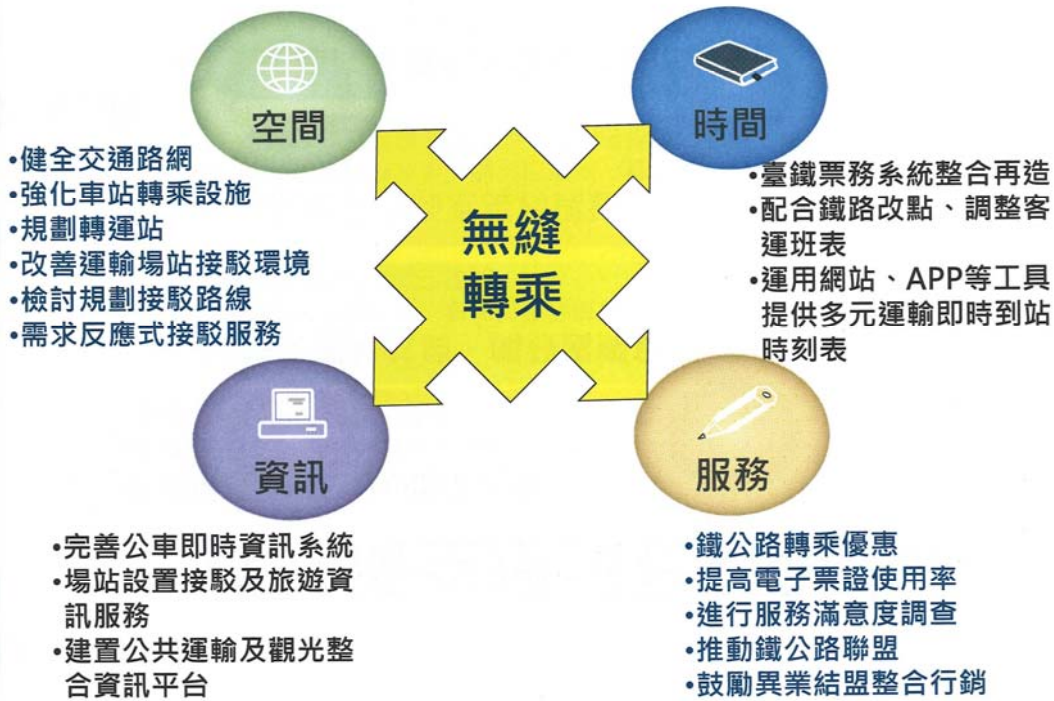 空間
•健全交通路網
•強化車站轉乘設施
•規劃轉運站
•改善運輸場站接駁環境
•檢討規劃接駁路線
•需求反應式接駁服務
時間
•臺鐵票務系統整合再造
•配合鐵路改點、調整客
運班表
•運用網站、APP等工具
提供多元運輸即時到站
時刻表
無縫
轉乘
資訊
•完善公車即時資訊系統
•場站設置接駁及旅遊資
訊服務
•建置公共運輸及觀光整
合資訊平台
服務
•鐵公路轉乘優惠
•提高電子票證使用率
•進行服務滿意度調查
•推動鐵公路聯盟
•鼓勵異業結盟整合行銷